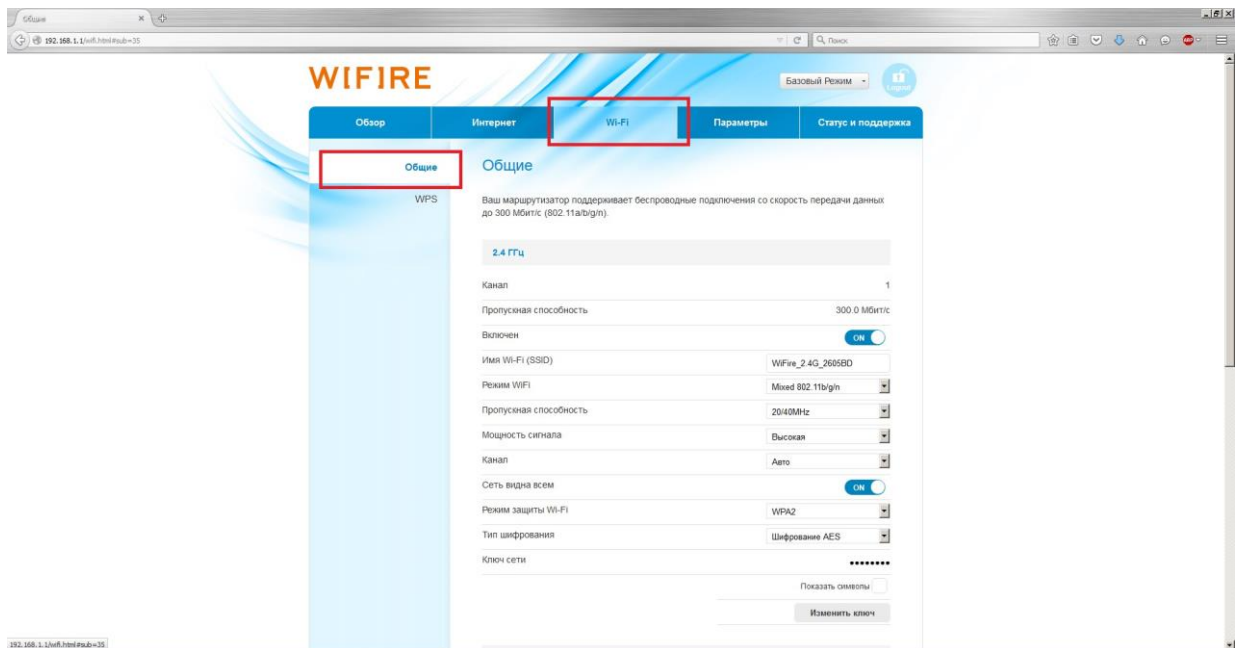 Общие
192.168.1.1/wifi.html#sub=35
Поиск
ABP
WIFIRE
Базовый Режим
Logout
Обзор
Интернет
Wi-Fi
Параметры
Статус и поддержка
Общие
WPS
Общие
Ваш маршрутизатор поддерживает беспроводные подключения со скорость передачи данных
до 300 Мбит/с (802.11a/b/g/n).
2.4 ГГц
Канал 1
Пропускная способность 300.0 Мбит/с
Включен ON
Имя Wi-Fi (SSID) WiFire_2.4G_2605BD
Режим WiFi Mixed 802.11b/g/n
Пропускная способность 20/40MHz
Мощность сигнала Высокая
Канал Авто
Сеть видна всем ON
Режим защиты Wi-Fi WPA2
Тип шифрования Шифрование AES
Ключ сети ••••••••
Показать символы
Изменить ключ
192.168.1.1/wifi.html#sub=35